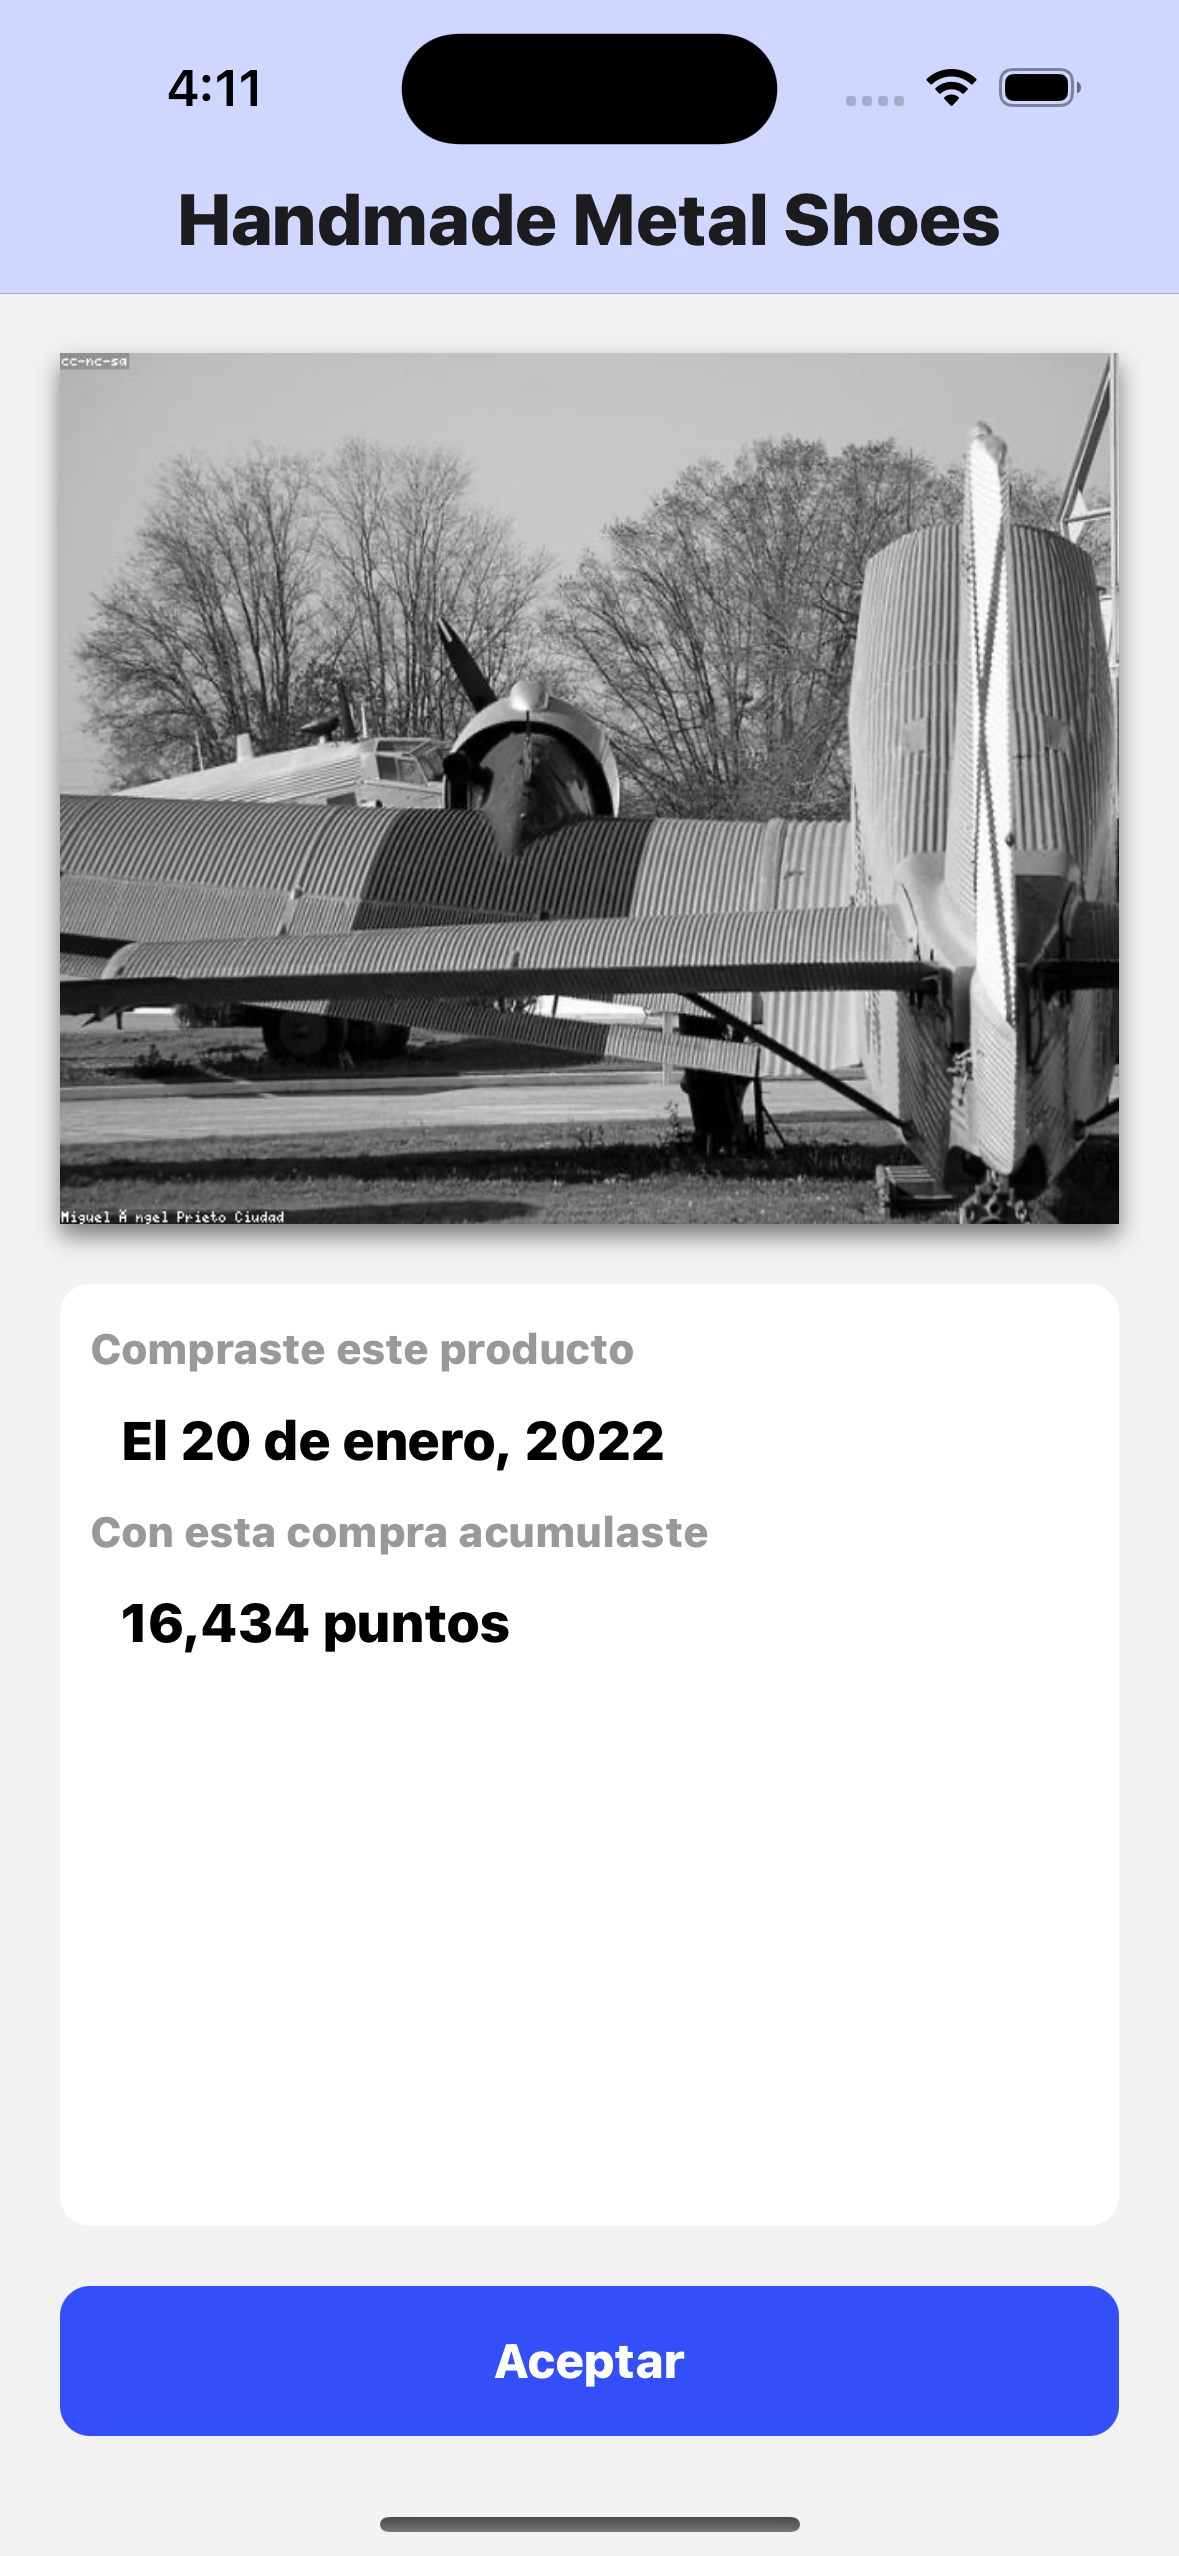 4:11
Handmade Metal Shoes
cc-nc-sa
Miguel Ä ngel Prieto Ciudad
Compraste este producto
El 20 de enero, 2022
Con esta compra acumulaste
16,434 puntos
Aceptar